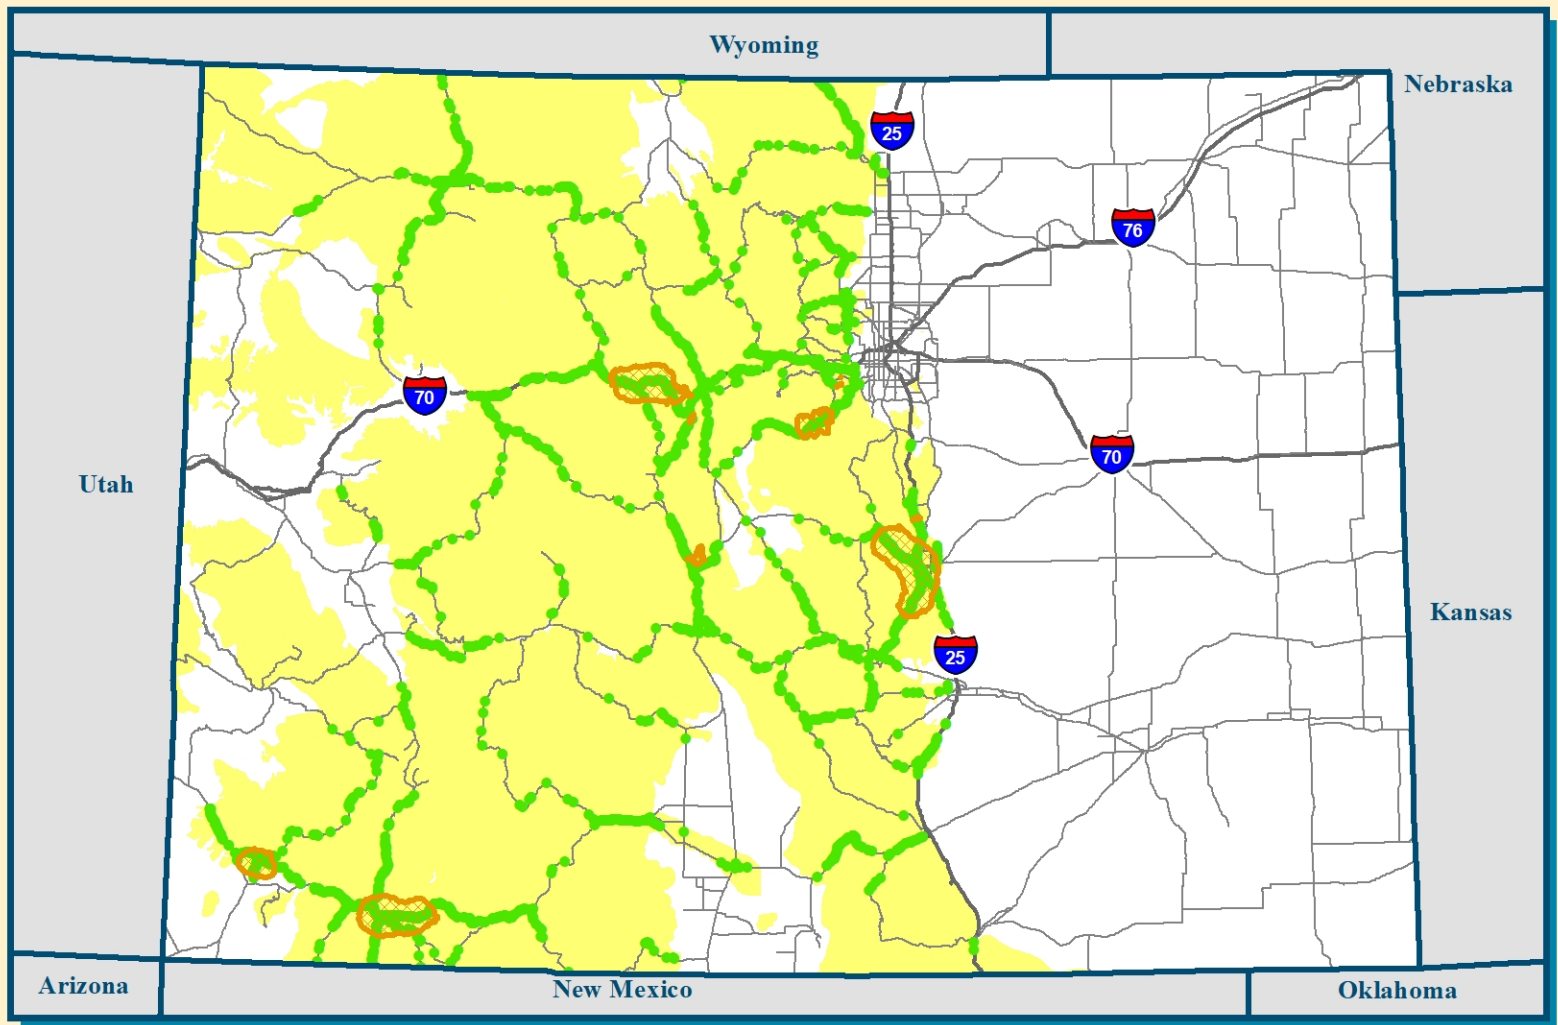 Wyoming
Nebraska
25
76
70
70
Utah
Kansas
25
Arizona
New Mexico
Oklahoma